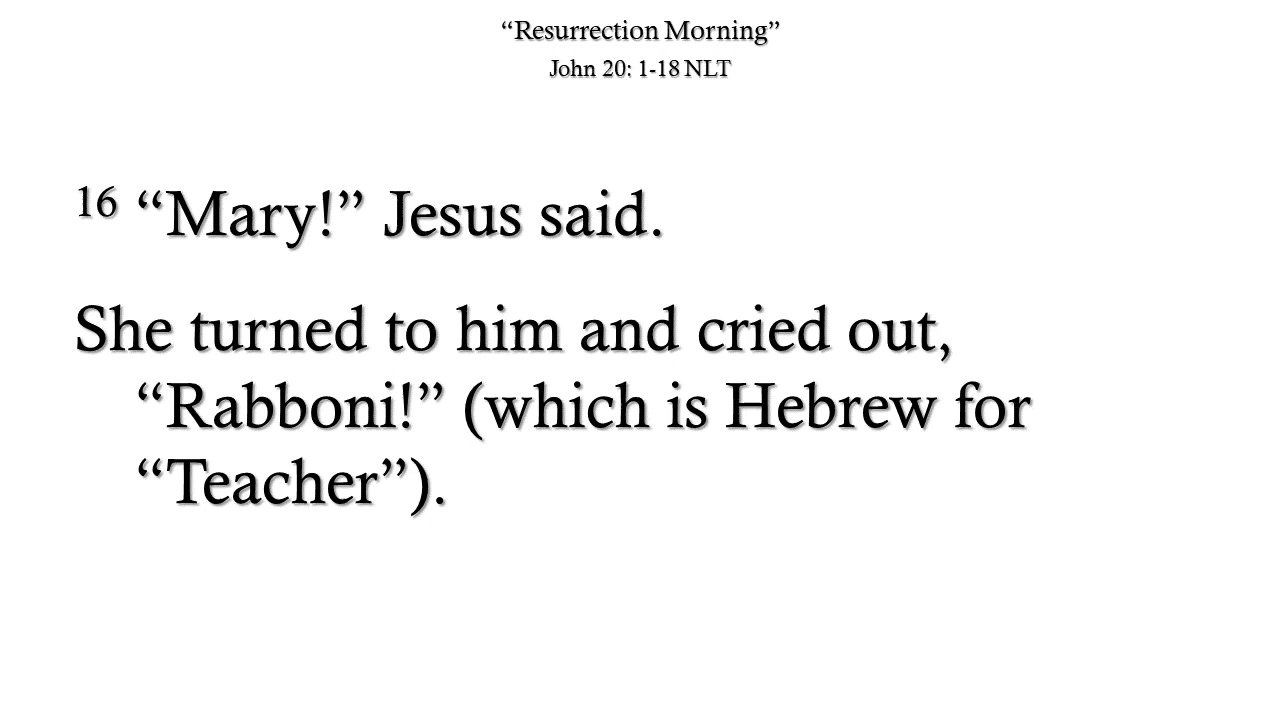 “Resurrection Morning”
John 20: 1-18 NLT
16 “Mary!” Jesus said.
She turned to him and cried out,
“Rabboni!” (which is Hebrew for
“Teacher”).